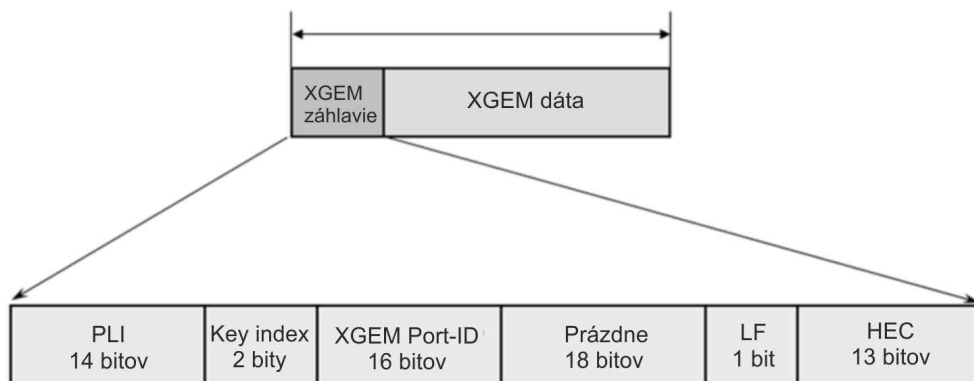 XGEM
záhlavie
XGEM dáta
PLI
14 bitov
Key index
2 bity
XGEM Port-ID
16 bitov
Prázdne
18 bitov
LF
1 bit
HEC
13 bitov